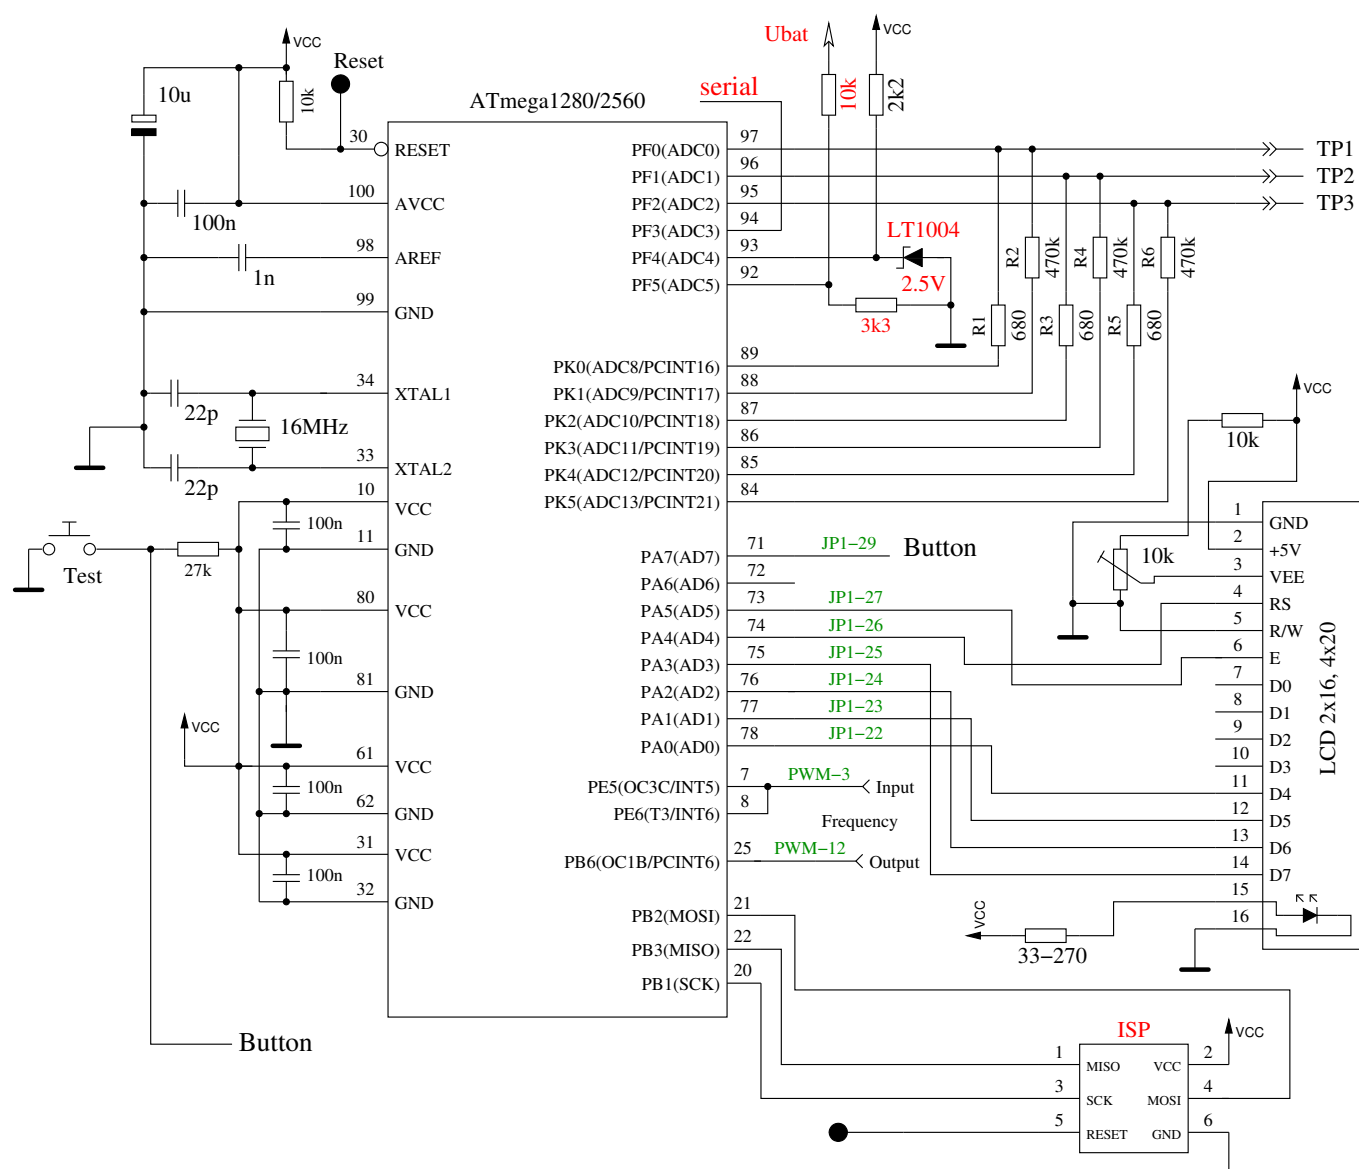 VCC
Reset
10u
10k
30
RESET
100
AVCC
100n
98
AREF
1n
99
GND
34
XTAL1
22p
16MHz
33
XTAL2
22p
10
VCC
100n
11
GND
Test
27k
80
VCC
100n
81
GND
VCC
61
VCC
100n
62
GND
31
VCC
100n
32
GND
Button
ATmega1280/2560
PF0(ADC0)
97
PF1(ADC1)
96
PF2(ADC2)
95
PF3(ADC3)
94
PF4(ADC4)
93
PF5(ADC5)
92
PK0(ADC8/PCINT16)
89
PK1(ADC9/PCINT17)
88
PK2(ADC10/PCINT18)
87
PK3(ADC11/PCINT19)
86
PK4(ADC12/PCINT20)
85
PK5(ADC13/PCINT21)
84
PA7(AD7)
71
JP1−29
Button
PA6(AD6)
72
PA5(AD5)
73
JP1−27
PA4(AD4)
74
JP1−26
PA3(AD3)
75
JP1−25
PA2(AD2)
76
JP1−24
PA1(AD1)
77
JP1−23
PA0(AD0)
78
JP1−22
PE5(OC3C/INT5)
7
PWM−3
Input
PE6(T3/INT6)
8
Frequency
PB6(OC1B/PCINT6)
25
PWM−12
Output
PB2(MOSI)
21
PB3(MISO)
22
PB1(SCK)
20
serial
Ubat
10k
VCC
2k2
LT1004
2.5V
3k3
TP1
TP2
TP3
R2
470k
R4
470k
R6
470k
R1
680
R3
680
R5
680
VCC
10k
10k
1
GND
2
+5V
3
VEE
4
RS
5
R/W
6
E
7
D0
8
D1
9
D2
10
D3
11
D4
12
D5
13
D6
14
D7
15
16
LCD 2x16, 4x20
VCC
33−270
ISP
VCC
1
MISO
VCC
2
3
SCK
MOSI
4
5
RESET
GND
6